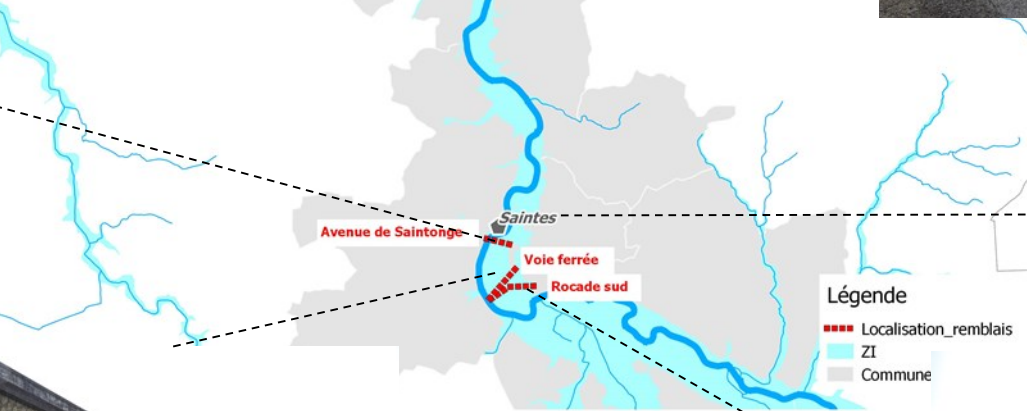 Saintes
Avenue de Saintonge
Voie ferrée
Rocade sud
Légende
Localisation_remblais
ZI
Commune